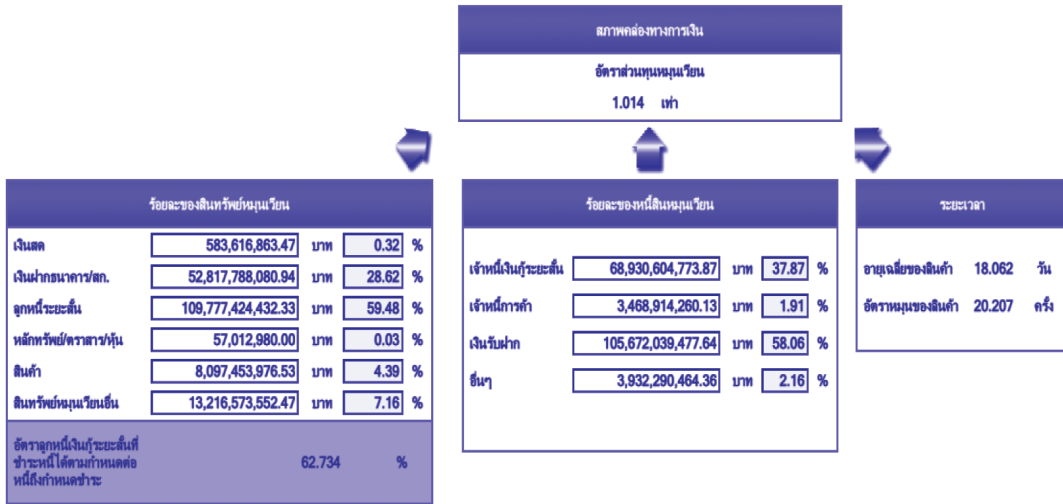 สภาพคล่องทางการเงิน
อัตราส่วนทุนหมุนเวียน
1.014 เท่า
ร้อยละของสินทรัพย์หมุนเวียน
เงินสด 583,616,863.47 บาท 0.32 %
เงินฝากธนาคาร/สก. 52,817,788,080.94 บาท 28.62 %
ลูกหนี้ระยะสั้น 109,777,424,432.33 บาท 59.48 %
หลักทรัพย์/ตราสาร/หุ้น 57,012,980.00 บาท 0.03 %
สินค้า 8,097,453,976.53 บาท 4.39 %
สินทรัพย์หมุนเวียนอื่น 13,216,573,552.47 บาท 7.16 %
อัตราลูกหนี้เงินกู้ระยะสั้นที่
ชำระหนี้ได้ตามกำหนดต่อ 62.734 %
หนี้ถึงกำหนดชำระ
ร้อยละของหนี้สินหมุนเวียน
เจ้าหนี้เงินกู้ระยะสั้น 68,930,604,773.87 บาท 37.87 %
เจ้าหนี้การค้า 3,468,914,260.13 บาท 1.91 %
เงินรับฝาก 105,672,039,477.64 บาท 58.06 %
อื่นๆ 3,932,290,464.36 บาท 2.16 %
ระยะเวลา
อายุเฉลี่ยของสินค้า 18.062 วัน
อัตราหมุนของสินค้า 20.207 ครั้ง